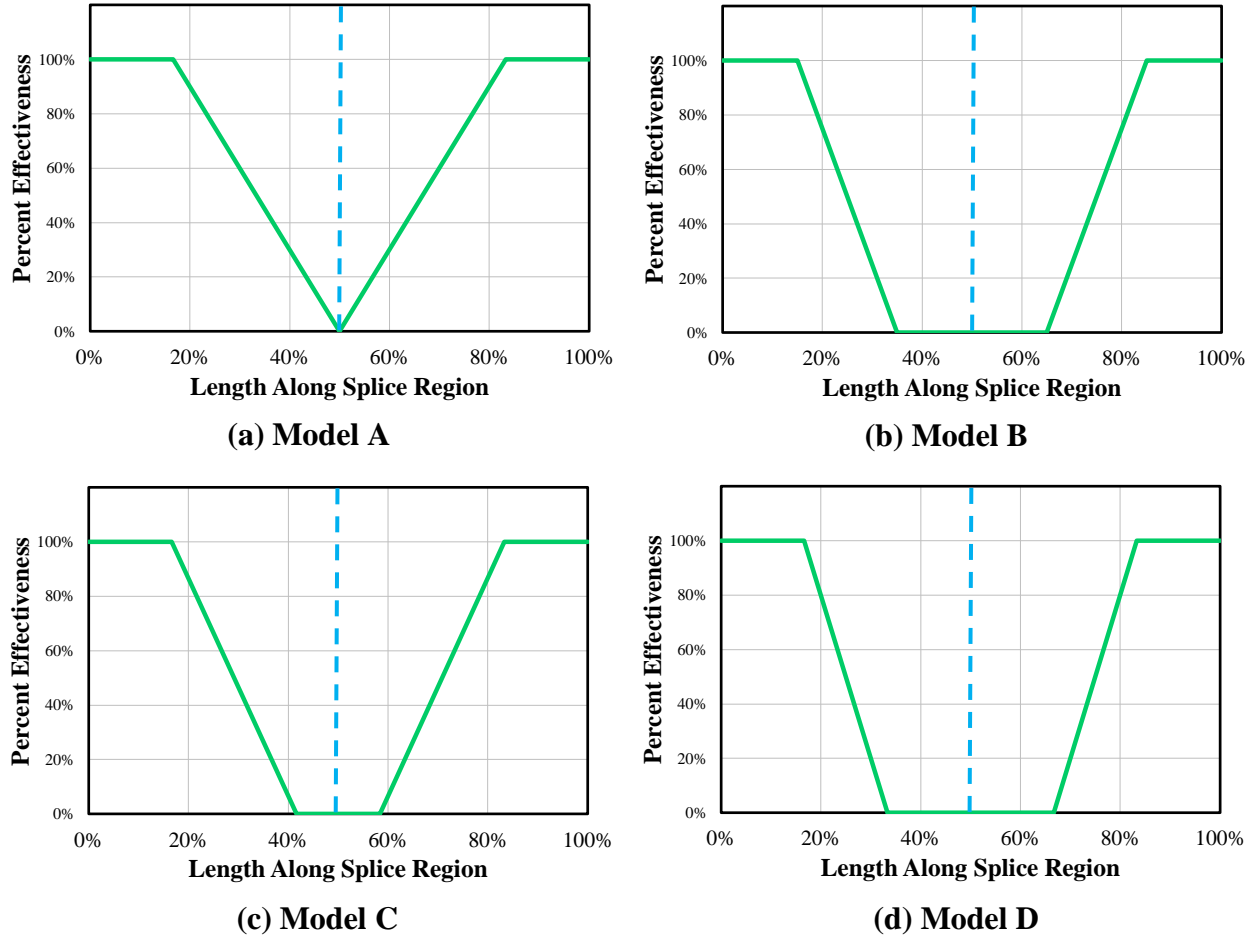 Percent Effectiveness
100%
80%
60%
40%
20%
0%
0% 20% 40% 60% 80% 100%
Length Along Splice Region
(a) Model A
Percent Effectiveness
100%
80%
60%
40%
20%
0%
0% 20% 40% 60% 80% 100%
Length Along Splice Region
(b) Model B
Percent Effectiveness
100%
80%
60%
40%
20%
0%
0% 20% 40% 60% 80% 100%
Length Along Splice Region
(c) Model C
Percent Effectiveness
100%
80%
60%
40%
20%
0%
0% 20% 40% 60% 80% 100%
Length Along Splice Region
(d) Model D